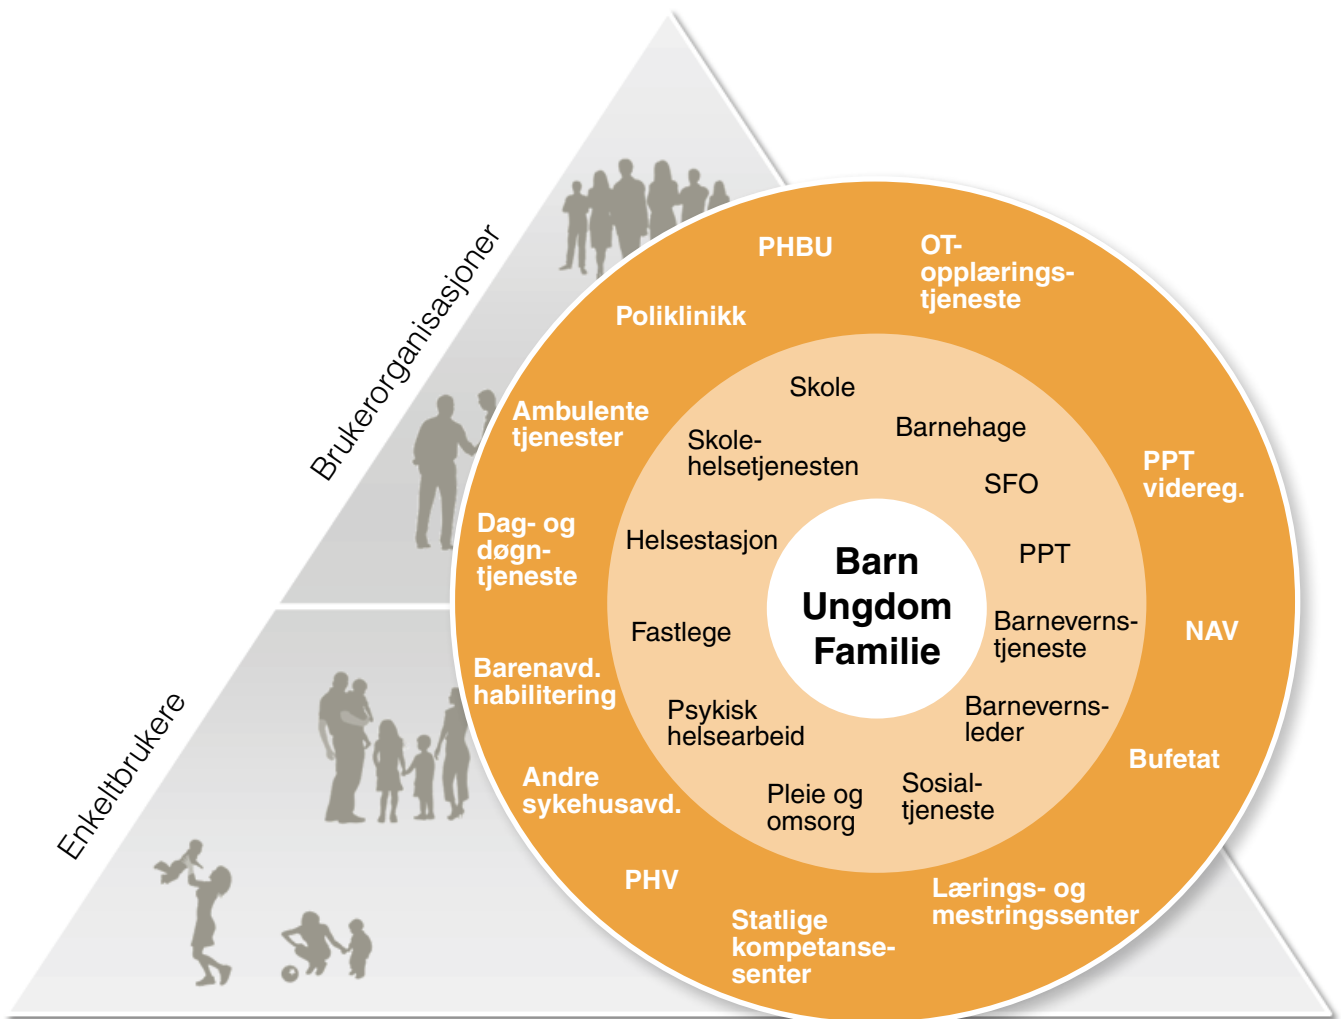 PHBU
OT-
opplærings-
tjeneste
Poliklinikk
Ambulente
tjenester
Dag- og
døgn-
tjeneste
Barenavd.
habilitering
Andre
sykehusavd.
PHV
Statlige
kompetanse-
senter
Lærings- og
mestringssenter
Bufetat
NAV
PPT
videreg.
Skole
Barnehage
Skole-
helsetjenesten
SFO
Helsestasjon
PPT
Fastlege
Barneverns-
tjeneste
Psykisk
helsearbeid
Barneverns-
leder
Pleie og
omsorg
Sosial-
tjeneste
Barn
Ungdom
Familie
Brukerorganisasjoner
Enkeltbrukere